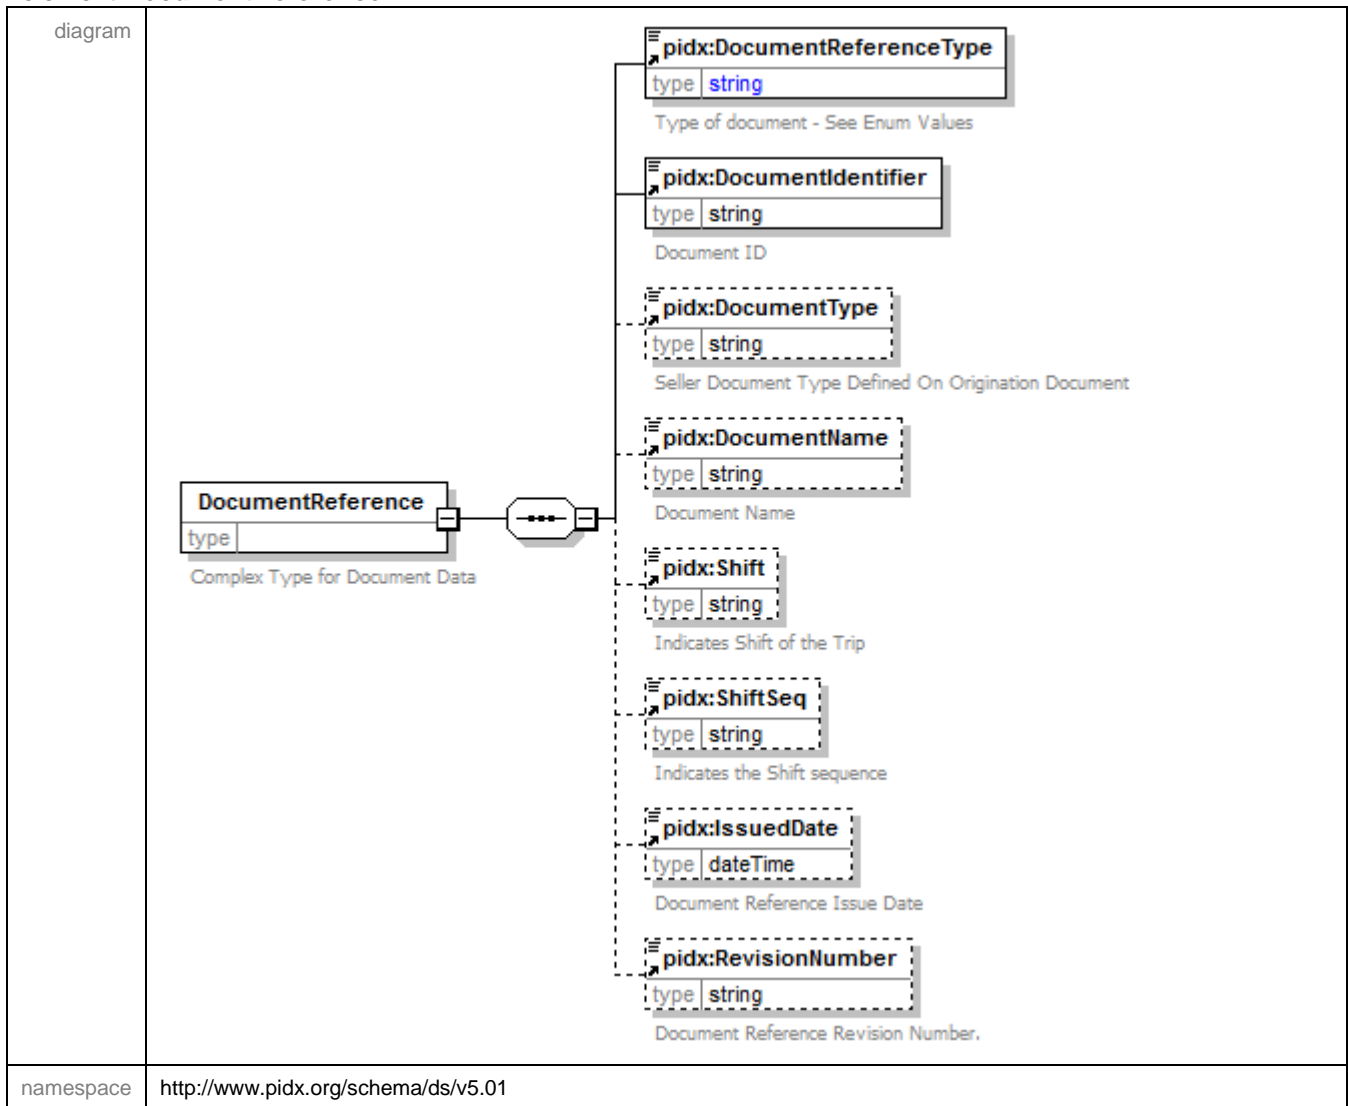 diagram
pidx:DocumentReferenceType
type string
Type of document - See Enum Values
pidx:DocumentIdentifier
type string
Document ID
pidx:DocumentType
type string
Seller Document Type Defined On Origination Document
pidx:DocumentName
type string
Document Name
DocumentReference
type
Complex Type for Document Data
pidx:Shift
type string
Indicates Shift of the Trip
pidx:ShiftSeq
type string
Indicates the Shift sequence
pidx:IssuedDate
type dateTime
Document Reference Issue Date
pidx:RevisionNumber
type string
Document Reference Revision Number.
namespace http://www.pidx.org/schema/ds/v5.01